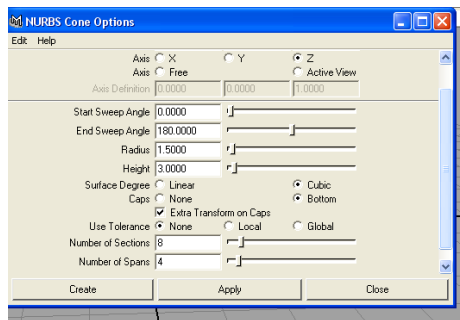 NURBS Cone Options
Edit Help
Axis X Y Z
Axis Free Active View
Axis Definition 0.0000 0.0000 1.0000
Start Sweep Angle 0.0000
End Sweep Angle 180.0000
Radius 1.5000
Height 3.0000
Surface Degree Linear Cubic
Caps None Bottom
Extra Transform on Caps
Use Tolerance None Local Global
Number of Sections 8
Number of Spans 4
Create Apply Close